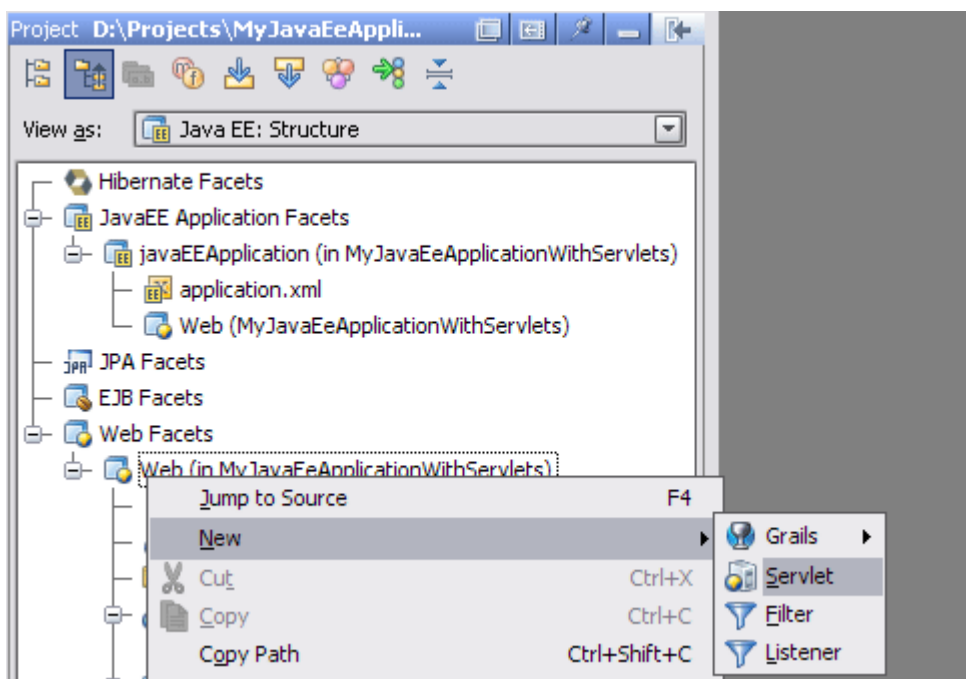 Project D:\Projects\MyJavaEeAppli...
View as: Java EE: Structure
Hibernate Facets
JavaEE Application Facets
javaEEApplication (in MyJavaEeApplicationWithServlets)
application.xml
Web (MyJavaEeApplicationWithServlets)
JPA Facets
EJB Facets
Web Facets
Web (in MyJavaEeApplicationWithServlets)
Jump to Source F4
New
Cut Ctrl+X
Copy Ctrl+C
Copy Path Ctrl+Shift+C
Grails
Servlet
Filter
Listener